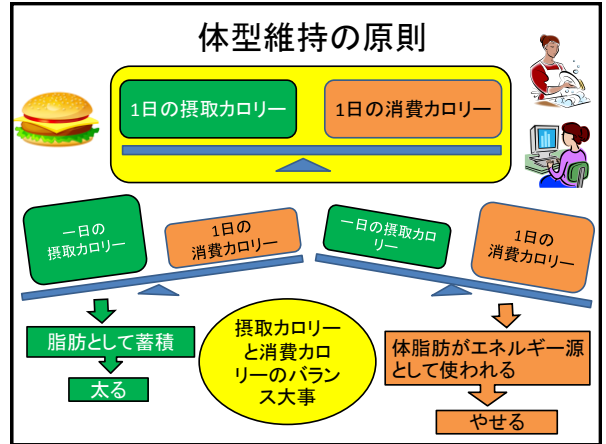 体型維持の原則
1日の摂取カロリー
1日の消費カロリー
一日の
摂取カロリー
1日の
消費カロリー
一日の摂取カロ
リー
1日の
消費カロリー
脂肪として蓄積
太る
摂取カロリー
と消費カロ
リーのバラン
ス大事
体脂肪がエネルギー源
として使われる
やせる